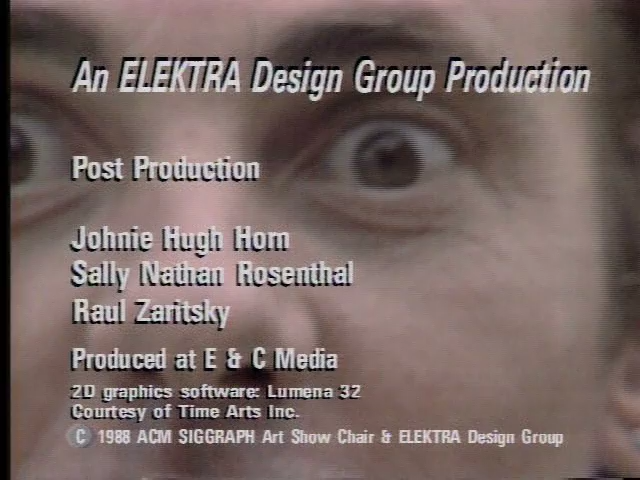 An ELEKTRA Design Group Production
Post Production
Johnie Hugh Horn
Sally Nathan Rosenthal
Raul Zaritsky
Produced at E & C Media
2D graphics software: Lumena 32
Courtesy of Time Arts Inc.
© 1988 ACM SIGGRAPH Art Show Chair & ELEKTRA Design Group